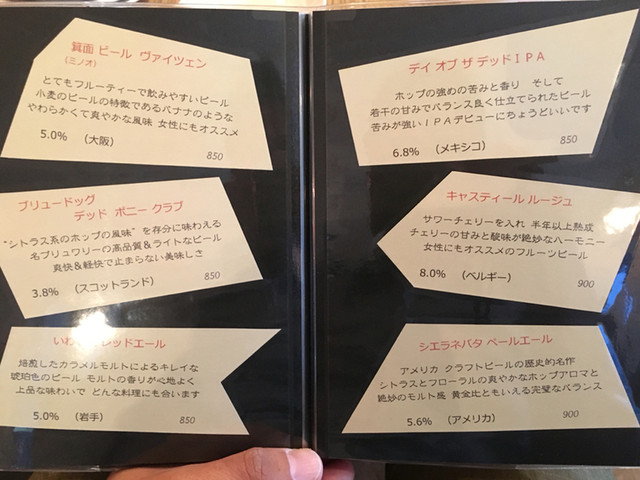 箕面 ビール ヴァイツェン
(ミノオ)
とてもフルーティーで飲みやすいビール
小麦のビールの特徴であるバナナのような
やわらかくて爽やかな風味 女性にもオススメ
5.0% (大阪) 850
ブリュードッグ
デッド ポニー クラブ
"シトラス系のホップの風味" を存分に味わえる
名ブリュワリーの高品質&ライトなビール
爽快&軽快で止まらない美味しさ
3.8% (スコットランド) 850
いわ レッドエール
焙煎したカラメルモルトによるキレイな
琥珀色のビール モルトの香りが心地よく
上品な味わいで どんな料理にも合います
5.0% (岩手) 850
デイ オブ ザ デッド IPA
ホップの強めの苦みと香り そして
若干の甘みでバランス良く仕立てられたビール
苦みが強いIPAデビューにちょうどいいです
6.8% (メキシコ) 850
キャスティール ルージュ
サワーチェリーを入れ 半年以上熟成
チェリーの甘みと酸味が絶妙なハーモニー
女性にもオススメのフルーツビール
8.0% (ベルギー) 900
シエラネバダ ペールエール
アメリカ クラフトビールの歴史的名作
シトラスとフローラルの爽やかなホップアロマと
絶妙のモルト感 黄金比ともいえる完璧なバランス
5.6% (アメリカ) 900